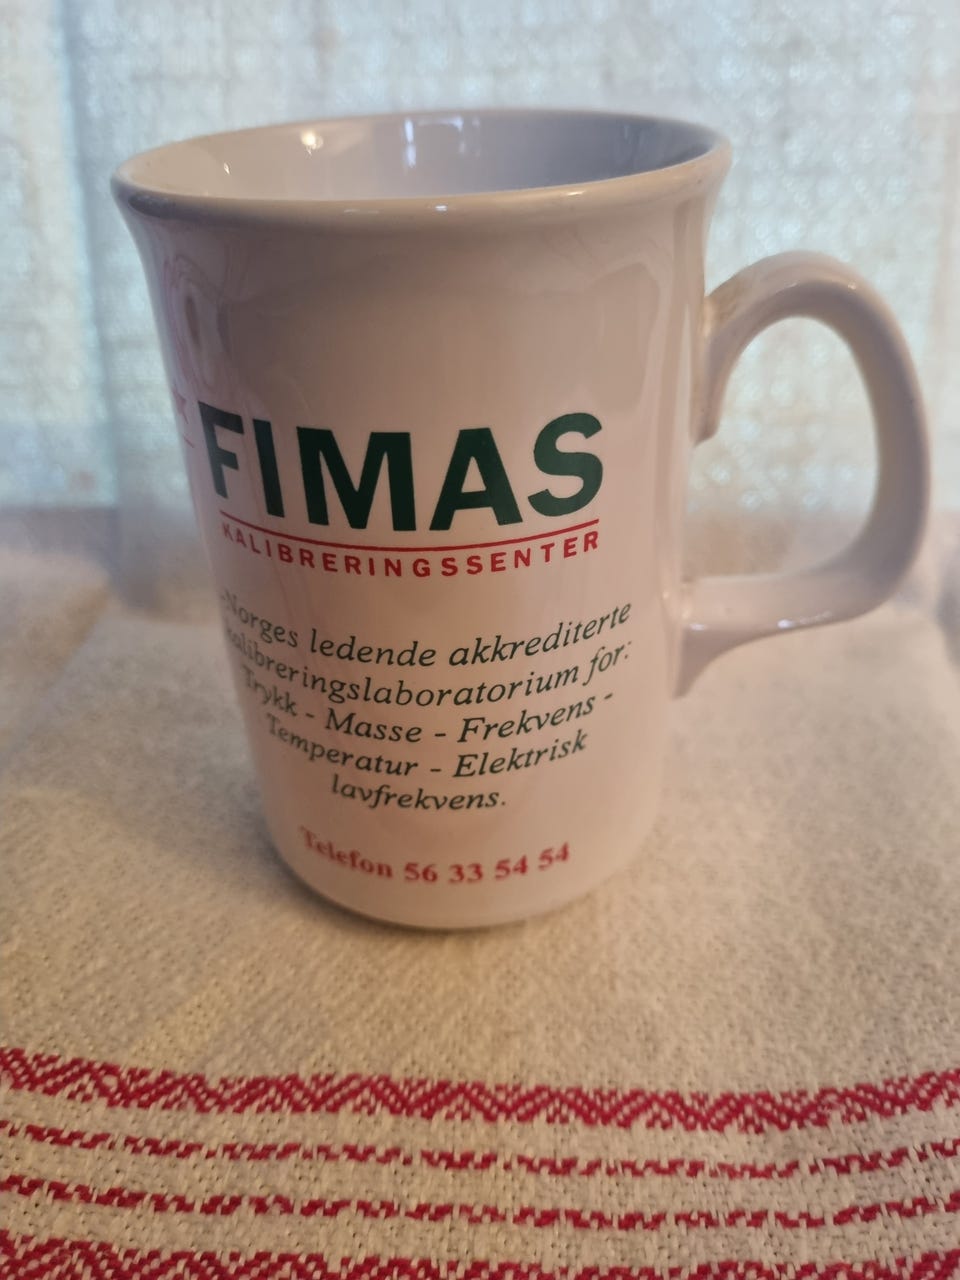 FIMAS
KALIBRERINGSSENTER
-Norges ledende akkrediterte
kalibreringslaboratorium for:
Trykk - Masse - Frekvens -
Temperatur - Elektrisk
lavfrekvens.
Telefon 56 33 54 54